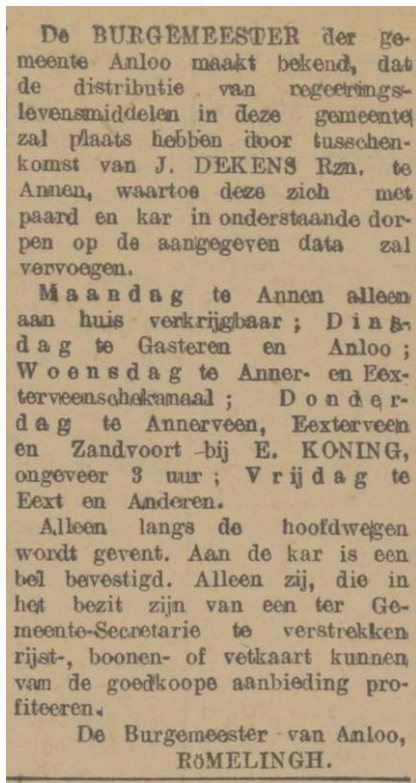 De BURGEMEESTER der ge-
meente Anloo maakt bekend, dat
de distributie van regeerings-
levensmiddelen in deze gemeente
zal plaats hebben door tusschen-
komst van J. DEKENS Rzn. te
Annen, waartoe deze zich met
paard en kar in onderstaande dor-
pen op de aangegeven data zal
vervoegen.
Maandag te Annen alleen
aan huis verkrijgbaar; Dins-
dag te Gasteren en Anloo;
Woensdag te Anner- en Eex-
terveenschekanaal; Donder-
dag te Annerveen, Eexterveen
en Zandvoort bij E. KONING,
ongeveer 3 uur; Vrijdag te
Eext en Anderen.
Alleen langs de hoofdwegen
wordt gevent. Aan de kar is een
bel bevestigd. Alleen zij, die in
het bezit zijn van een ter Ge-
meente-Secretarie te verstrekken
rijst-, boonen- of vetkaart kunnen
van de goedkoope aanbieding pro-
fiteeren.
De Burgemeester van Anloo,
RöMELINGH.